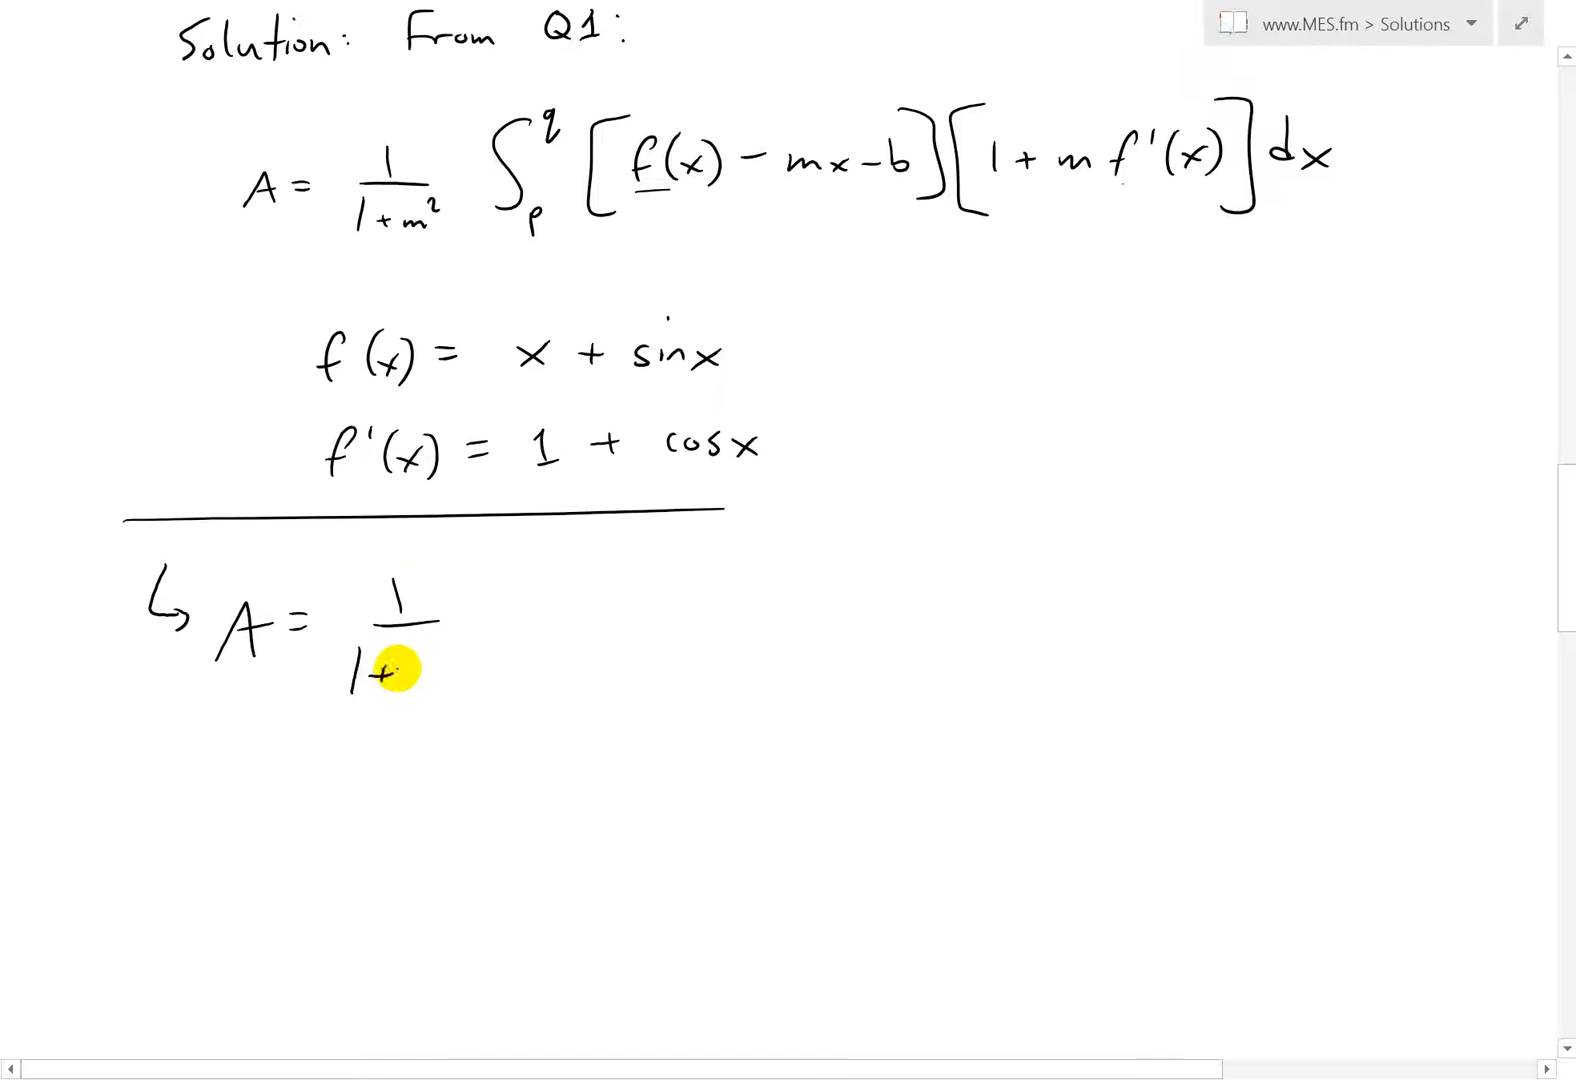 www.MES.fm > Solutions
Solution: From Q1:
A = 1/(1+m²) ∫_p^q [f(x) - mx - b][1 + m f'(x)] dx
f(x) = x + sinx
f'(x) = 1 + cosx
↳ A = 1/(1+